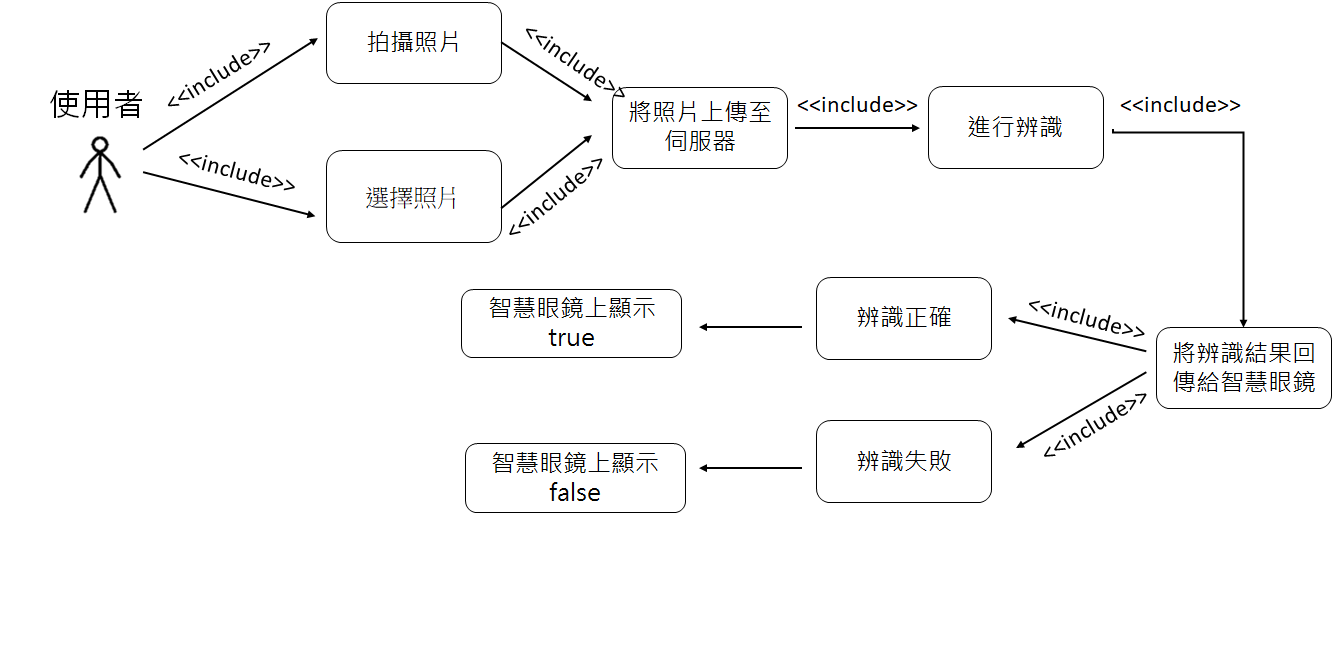 使用者
<<include>>
拍攝照片
<<include>>
<<include>>
選擇照片
<<include>>
將照片上傳至
伺服器
<<include>>
進行辨識
<<include>>
將辨識結果回
傳給智慧眼鏡
<<include>>
辨識正確
智慧眼鏡上顯示
true
<<include>>
辨識失敗
智慧眼鏡上顯示
false